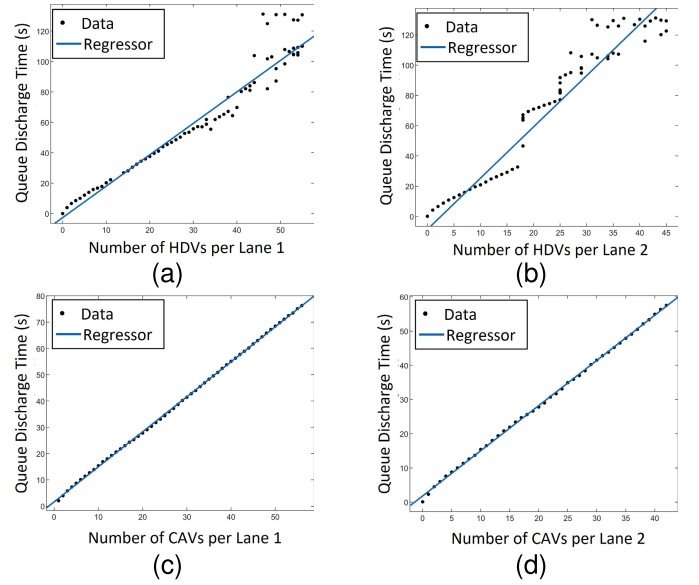 Queue Discharge Time (s)
120
100
80
60
40
20
0
Data
Regressor
0 10 20 30 40 50
Number of HDVs per Lane 1
(a)
Queue Discharge Time (s)
120
100
80
60
40
20
0
Data
Regressor
0 5 10 15 20 25 30 35 40 45
Number of HDVs per Lane 2
(b)
Queue Discharge Time (s)
80
70
60
50
40
30
20
10
0
Data
Regressor
0 10 20 30 40 50
Number of CAVs per Lane 1
(c)
Queue Discharge Time (s)
60
50
40
30
20
10
0
Data
Regressor
0 5 10 15 20 25 30 35 40
Number of CAVs per Lane 2
(d)